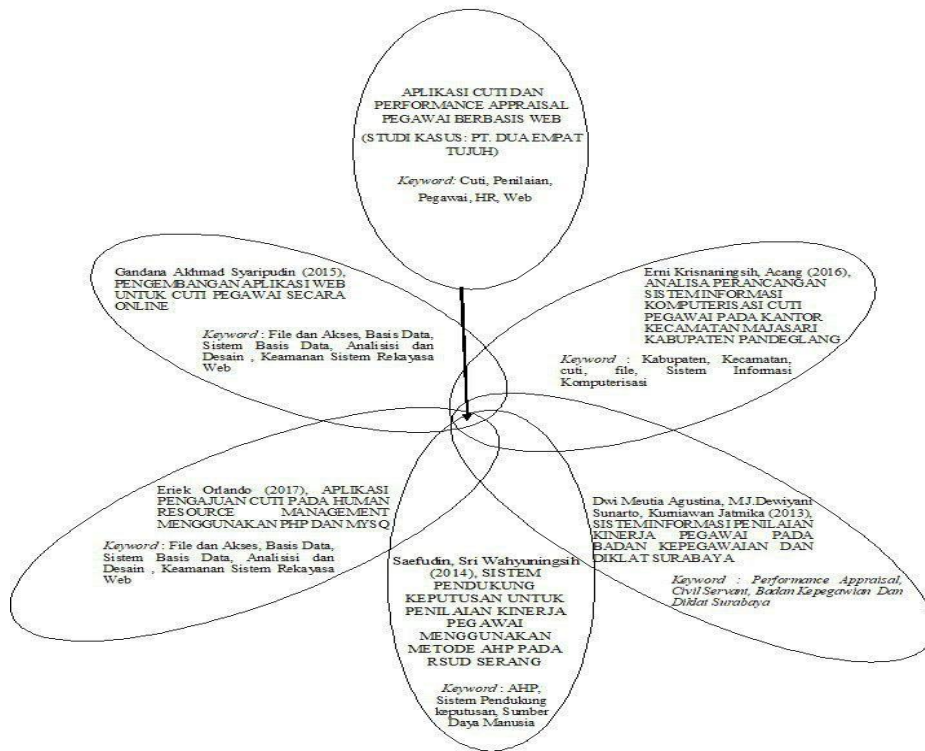 APLIKASI CUTI DAN
PERFORMANCE APPRAISAL
PEGAWAI BERBASIS WEB
(STUDI KASUS: PT. DUA EMPAT
TUJUH)
Keyword: Cuti, Penilaian,
Pegawai, HR, Web
Gandana Akhmad Syaripudin (2015),
PENGEMBANGAN APLIKASI WEB
UNTUK CUTI PEGAWAI SECARA
ONLINE
Keyword : File dan Akses, Basis Data,
Sistem Basis Data, Analisisi dan
Desain , Keamanan Sistem Rekayasa
Web
Erni Krisnaningsih, Acang (2016),
ANALISA PERANCANGAN
SISTEM INFORMASI
KOMPUTERISASI CUTI
PEGAWAI PADA KANTOR
KECAMATAN MAJASARI
KABUPATEN PANDEGLANG
Keyword : Kabupaten, Kecamatan,
cuti, file, Sistem Informasi
Komputerisasi
Eriek Orlando (2017), APLIKASI
PENGAJUAN CUTI PADA HUMAN
RESOURCE MANAGEMENT
MENGGUNAKAN PHP DAN MYSQ
Keyword : File dan Akses, Basis Data,
Sistem Basis Data, Analisisi dan
Desain , Keamanan Sistem Rekayasa
Web
Saefudin, Sri Wahyuningsih
(2014), SISTEM
PENDUKUNG
KEPUTUSAN UNTUK
PENILAIAN KINERJA
PEGAWAI
MENGGUNAKAN
METODE AHP PADA
RSUD SERANG
Keyword : AHP,
Sistem Pendukung
keputusan, Sumber
Daya Manusia
Dwi Meutia Agustina, M.J.Dewiyani
Sunarto, Kurniawan Jatmika (2013),
SISTEM INFORMASI PENILAIAN
KINERJA PEGAWAI PADA
BADAN KEPEGAWAIAN DAN
DIKLAT SURABAYA
Keyword : Performance Appraisal,
Civil Servant, Badan Kepegawian Dan
Diklat Surabaya